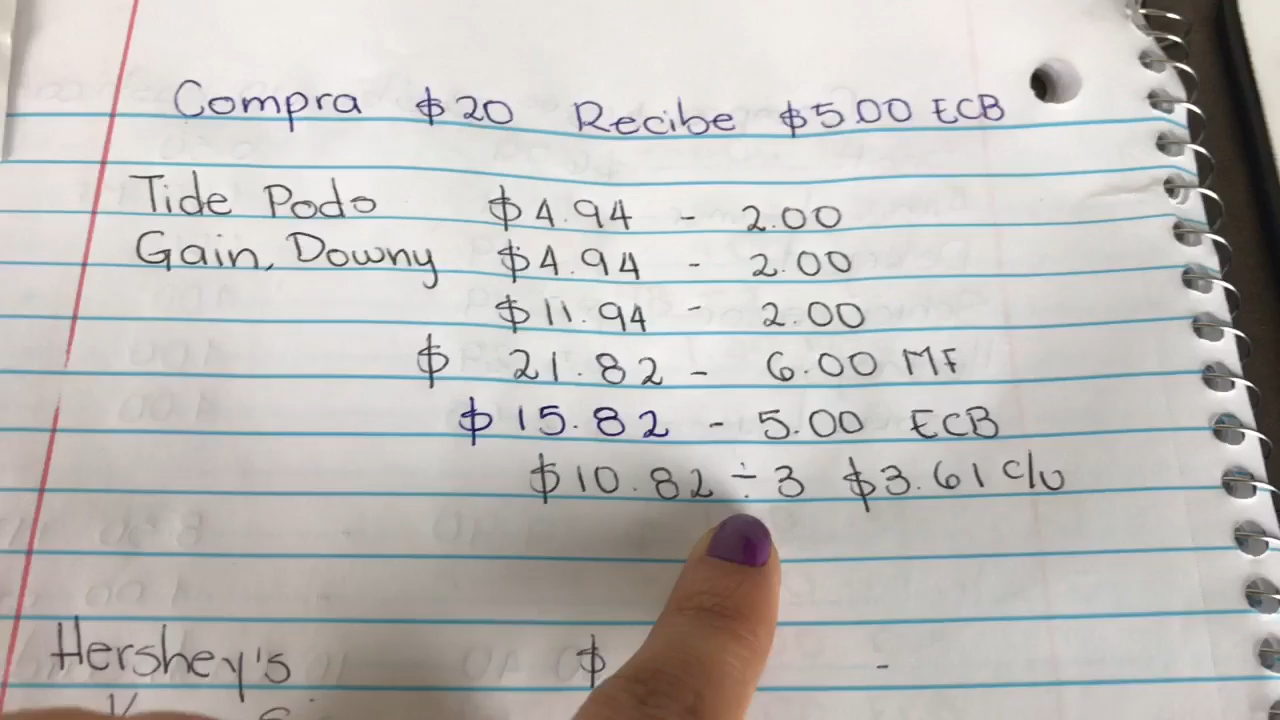 Compra $20 Recibe $5.00 ECB
Tide Pods $4.94 - 2.00
Gain, Downy $4.94 - 2.00
$11.94 - 2.00
$ 21.82 - 6.00 MF
$15.82 - 5.00 ECB
$10.82 ÷ 3 $3.61 c/u
Hershey's $ -